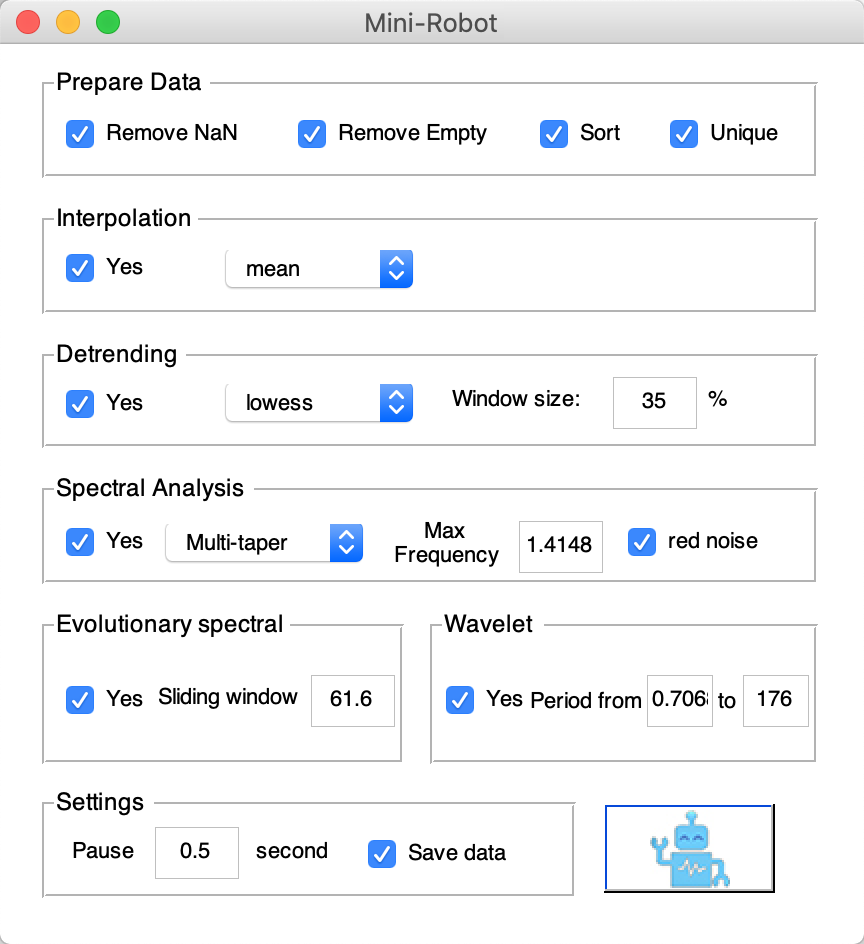 Mini-Robot
Prepare Data
Remove NaN Remove Empty Sort Unique
Interpolation
Yes mean
Detrending
Yes lowess Window size: 35 %
Spectral Analysis
Yes Multi-taper Max Frequency 1.4148 red noise
Evolutionary spectral
Yes Sliding window 61.6
Wavelet
Yes Period from 0.706 to 176
Settings
Pause 0.5 second Save data